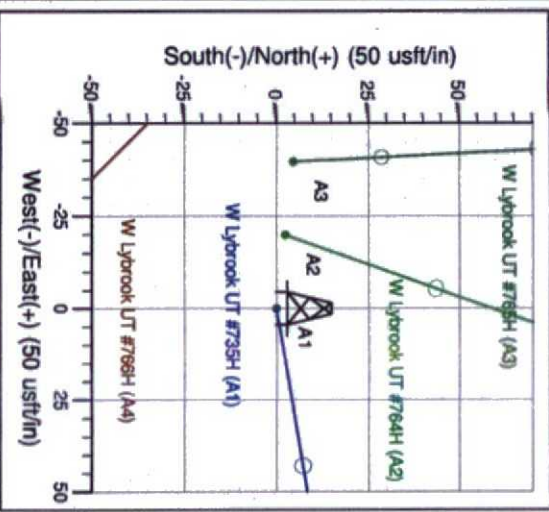 South(-)/North(+) (50 usft/in)
-50
-25
0
25
50
-50
-25
0
25
50
West(-)/East(+) (50 usft/in)
W Lybrook UT #765H (A3)
W Lybrook UT #764H (A2)
W Lybrook UT #735H (A1)
W Lybrook UT #766H (A4)
A3
A2
A1